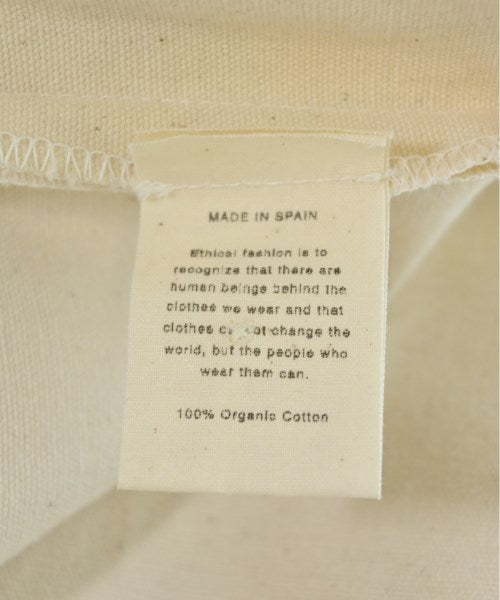 MADE IN SPAIN
Ethical fashion is to
recognize that there are
human beings behind the
clothes we wear and that
clothes not change the
world, but the people who
wear them can.
100% Organic Cotton